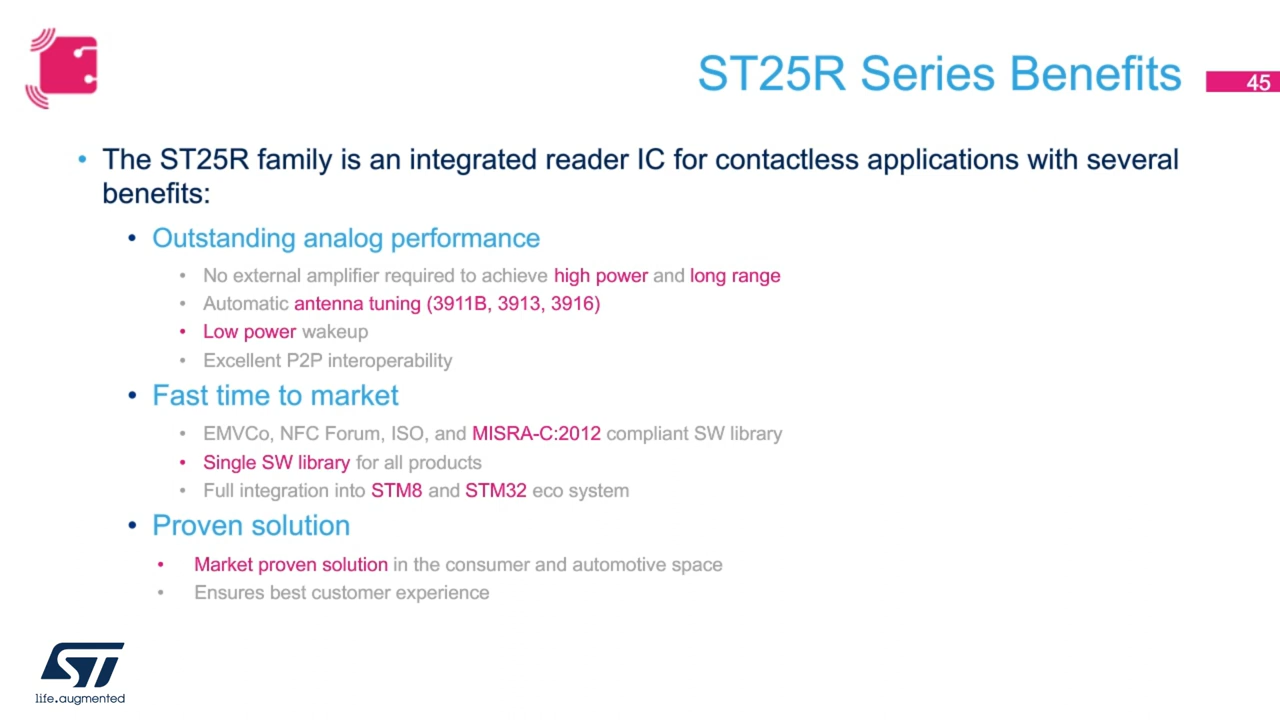 ST25R Series Benefits
45
• The ST25R family is an integrated reader IC for contactless applications with several
benefits:
• Outstanding analog performance
• No external amplifier required to achieve high power and long range
• Automatic antenna tuning (3911B, 3913, 3916)
• Low power wakeup
• Excellent P2P interoperability
• Fast time to market
• EMVCo, NFC Forum, ISO, and MISRA-C:2012 compliant SW library
• Single SW library for all products
• Full integration into STM8 and STM32 eco system
• Proven solution
• Market proven solution in the consumer and automotive space
• Ensures best customer experience
ST
life.augmented